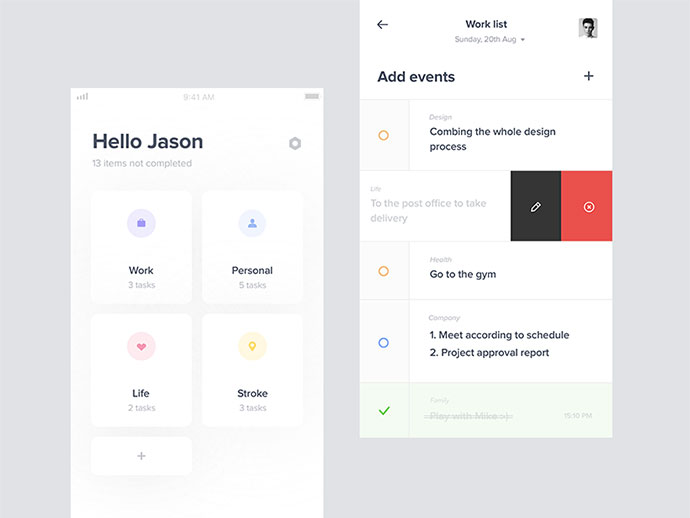 9:41 AM
Hello Jason
13 items not completed
Work
3 tasks
Personal
5 tasks
Life
2 tasks
Stroke
3 tasks
Work list
Sunday, 20th Aug
Add events
Design
Combing the whole design
process
Life
To the post office to take
delivery
Health
Go to the gym
Company
1. Meet according to schedule
2. Project approval report
Family
Play with Mike :-)
15:10 PM